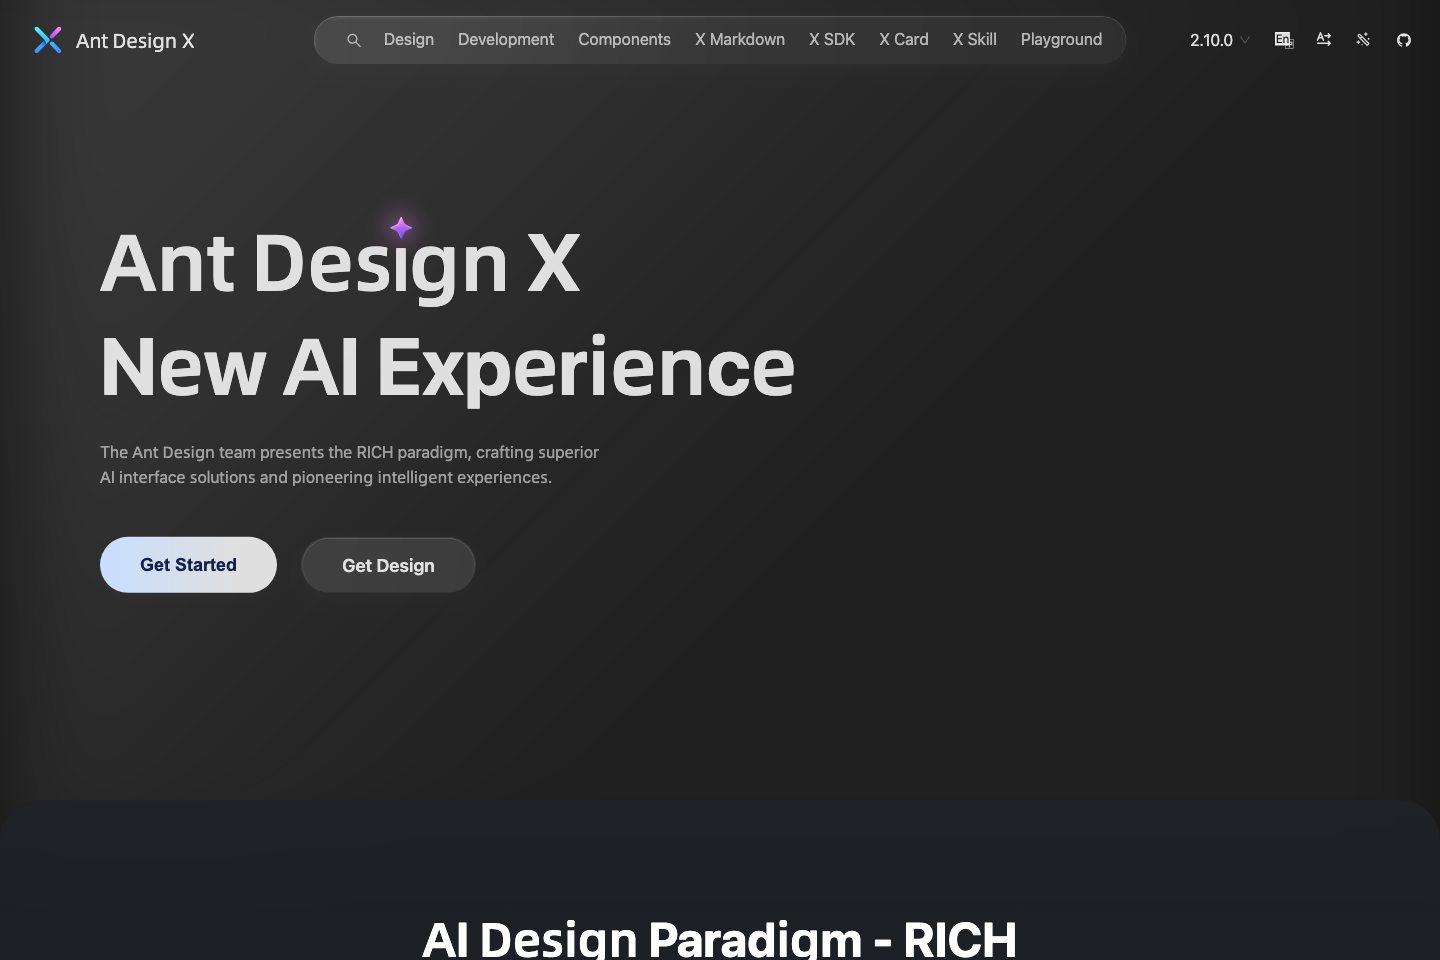 Ant Design X
Design Development Components X Markdown X SDK X Card X Skill Playground
2.10.0
En
Ant Design X
New AI Experience
The Ant Design team presents the RICH paradigm, crafting superior
AI interface solutions and pioneering intelligent experiences.
Get Started
Get Design
AI Design Paradigm - RICH